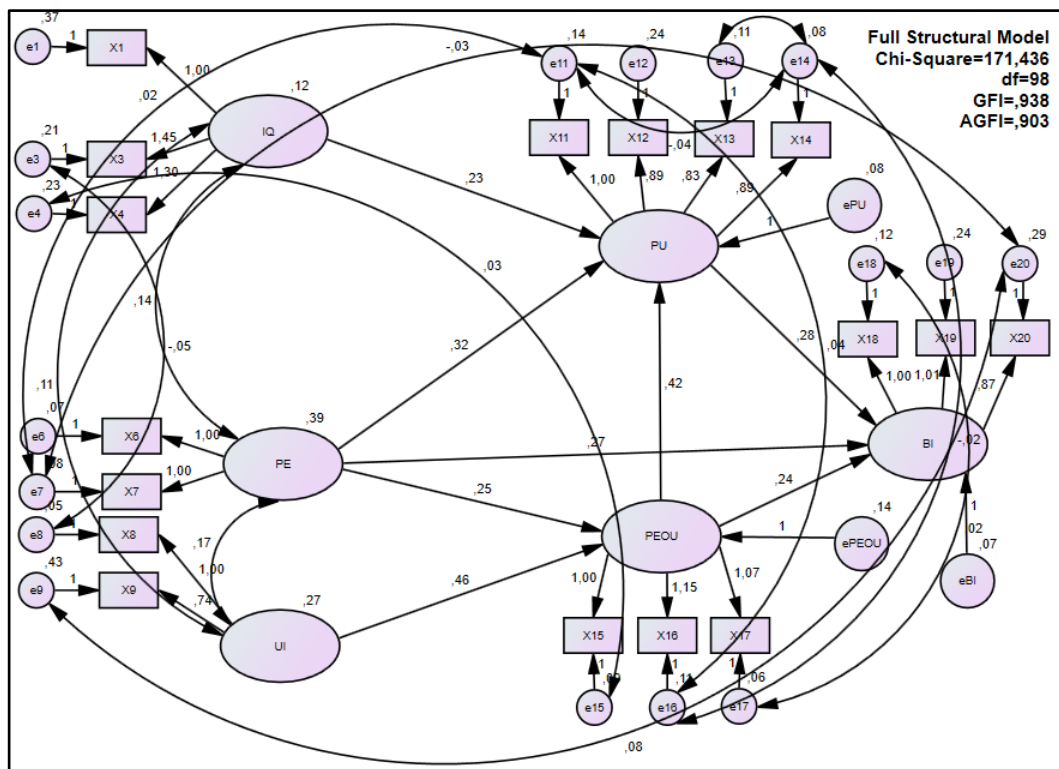 Full Structural Model
Chi-Square=171,436
df=98
GFI=,938
AGFI=,903
,37
e1
1
X1
1,00
,02
,12
IQ
-,03
,14
,24
,11
,08
e11
e12
e13
e14
1
1
1
1
X11
X12
X13
X14
-,04
1,00
,89
,83
,89
,21
e3
1
X3
1,45
,23
e4
1
X4
1,30
,23
,08
ePU
1
PU
,03
,12
,24
,29
e18
e19
e20
1
1
1
X18
X19
X20
1,00
1,01
,87
,14
-,05
,32
,42
,28
,04
,11
,07
e6
1
X6
1,00
,39
PE
,27
BI
-,02
e7
1
X7
1,00
,25
,24
,05
e8
1
X8
1,00
,17
PEOU
1
,14
ePEOU
1
,02
,07
eBI
,43
e9
1
X9
,74
,27
UI
,46
1,00
1,15
1,07
X15
X16
X17
1
1
1
,11
,06
e15
e16
e17
,08